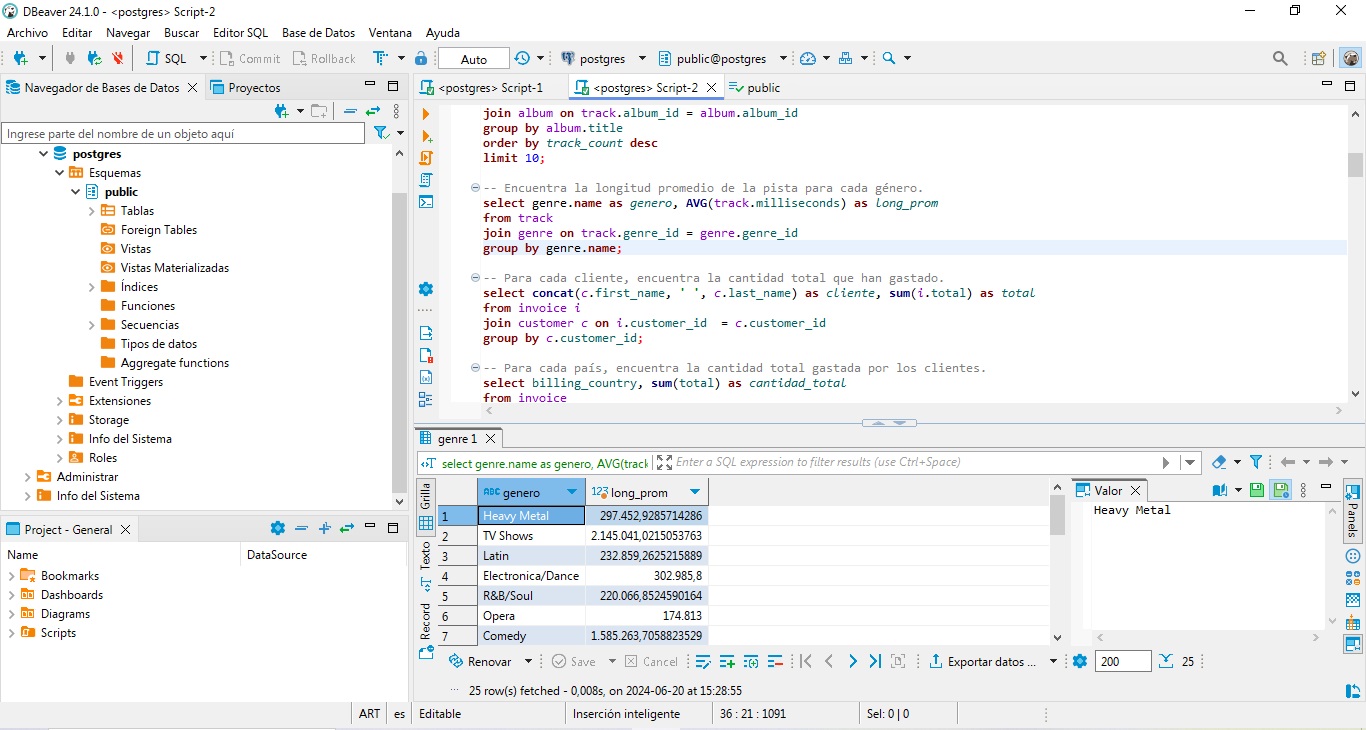 DBeaver 24.1.0 - <postgres> Script-2
Archivo Editar Navegar Buscar Editor SQL Base de Datos Ventana Ayuda
SQL Commit Rollback T Auto postgres public@postgres
Navegador de Bases de Datos Proyectos
Ingrese parte del nombre de un objeto aquí
postgres
Esquemas
public
Tablas
Foreign Tables
Vistas
Vistas Materializadas
Índices
Funciones
Secuencias
Tipos de datos
Aggregate functions
Event Triggers
Extensiones
Storage
Info del Sistema
Roles
Administrar
Info del Sistema
Project - General
Name DataSource
Bookmarks
Dashboards
Diagrams
Scripts
<postgres> Script-1 <postgres> Script-2 public
join album on track.album_id = album.album_id
group by album.title
order by track_count desc
limit 10;
-- Encuentra la longitud promedio de la pista para cada género.
select genre.name as genero, AVG(track.milliseconds) as long_prom
from track
join genre on track.genre_id = genre.genre_id
group by genre.name;
-- Para cada cliente, encuentra la cantidad total que han gastado.
select concat(c.first_name, ' ', c.last_name) as cliente, sum(i.total) as total
from invoice i
join customer c on i.customer_id = c.customer_id
group by c.customer_id;
-- Para cada país, encuentra la cantidad total gastada por los clientes.
select billing_country, sum(total) as cantidad_total
from invoice
genre 1
select genre.name as genero, AVG(track Enter a SQL expression to filter results (use Ctrl+Space)
Grilla
Texto
Record
ABC genero 123 long_prom
1 Heavy Metal 297.452,9285714286
2 TV Shows 2.145.041,0215053763
3 Latin 232.859,2625215889
4 Electronica/Dance 302.985,8
5 R&B/Soul 220.066,8524590164
6 Opera 174.813
7 Comedy 1.585.263,7058823529
Valor
Heavy Metal
Panels
Renovar Save Cancel Exportar datos ... 200 25
25 row(s) fetched - 0,008s, on 2024-06-20 at 15:28:55
ART es Editable Inserción inteligente 36 : 21 : 1091 Sel: 0 | 0